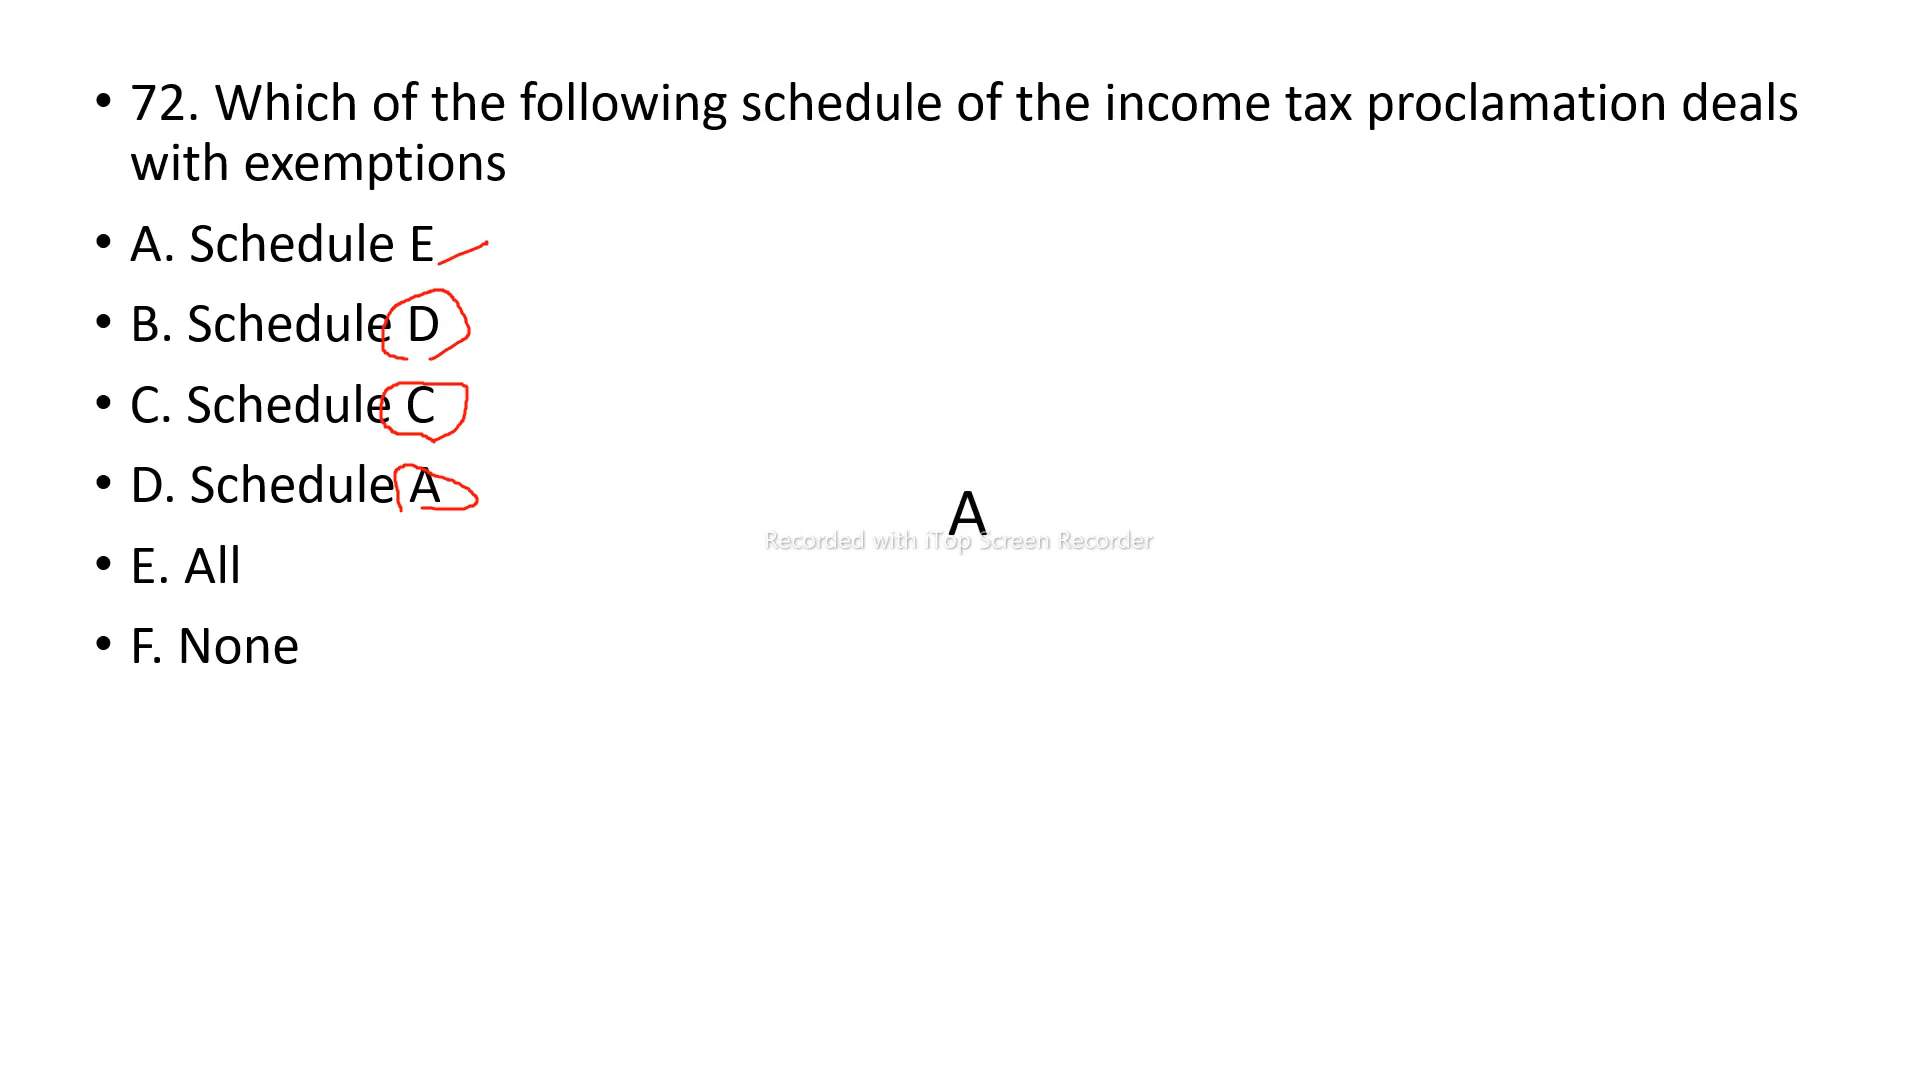 • 72. Which of the following schedule of the income tax proclamation deals
with exemptions
• A. Schedule E
• B. Schedule D
• C. Schedule C
• D. Schedule A
A
Recorded with iTop Screen Recorder
• E. All
• F. None